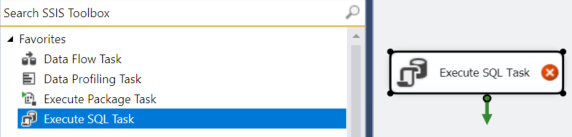 Search SSIS Toolbox
Favorites
Data Flow Task
Data Profiling Task
Execute Package Task
Execute SQL Task
Execute SQL Task